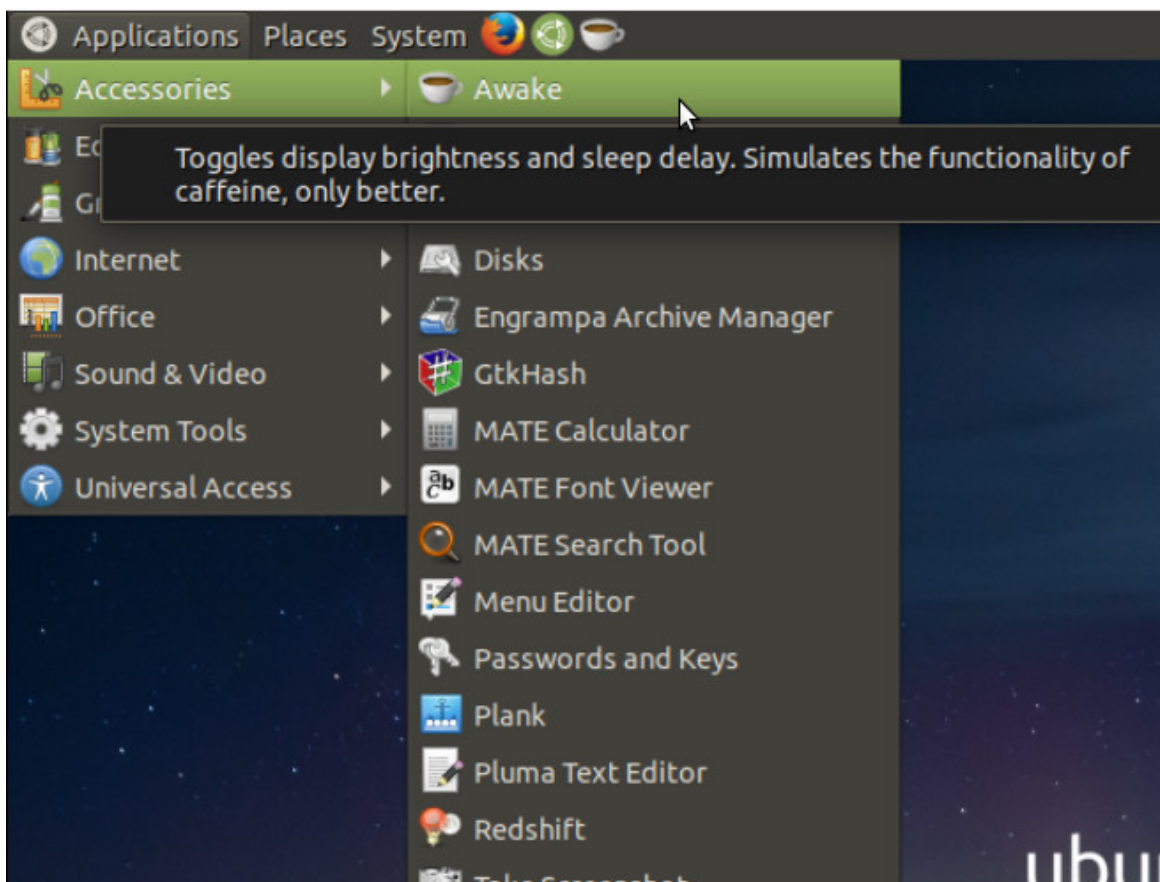 Applications Places System
Accessories
Awake
Toggles display brightness and sleep delay. Simulates the functionality of
caffeine, only better.
Internet
Office
Sound & Video
System Tools
Universal Access
Disks
Engrampa Archive Manager
GtkHash
MATE Calculator
MATE Font Viewer
MATE Search Tool
Menu Editor
Passwords and Keys
Plank
Pluma Text Editor
Redshift
Take Screenshot